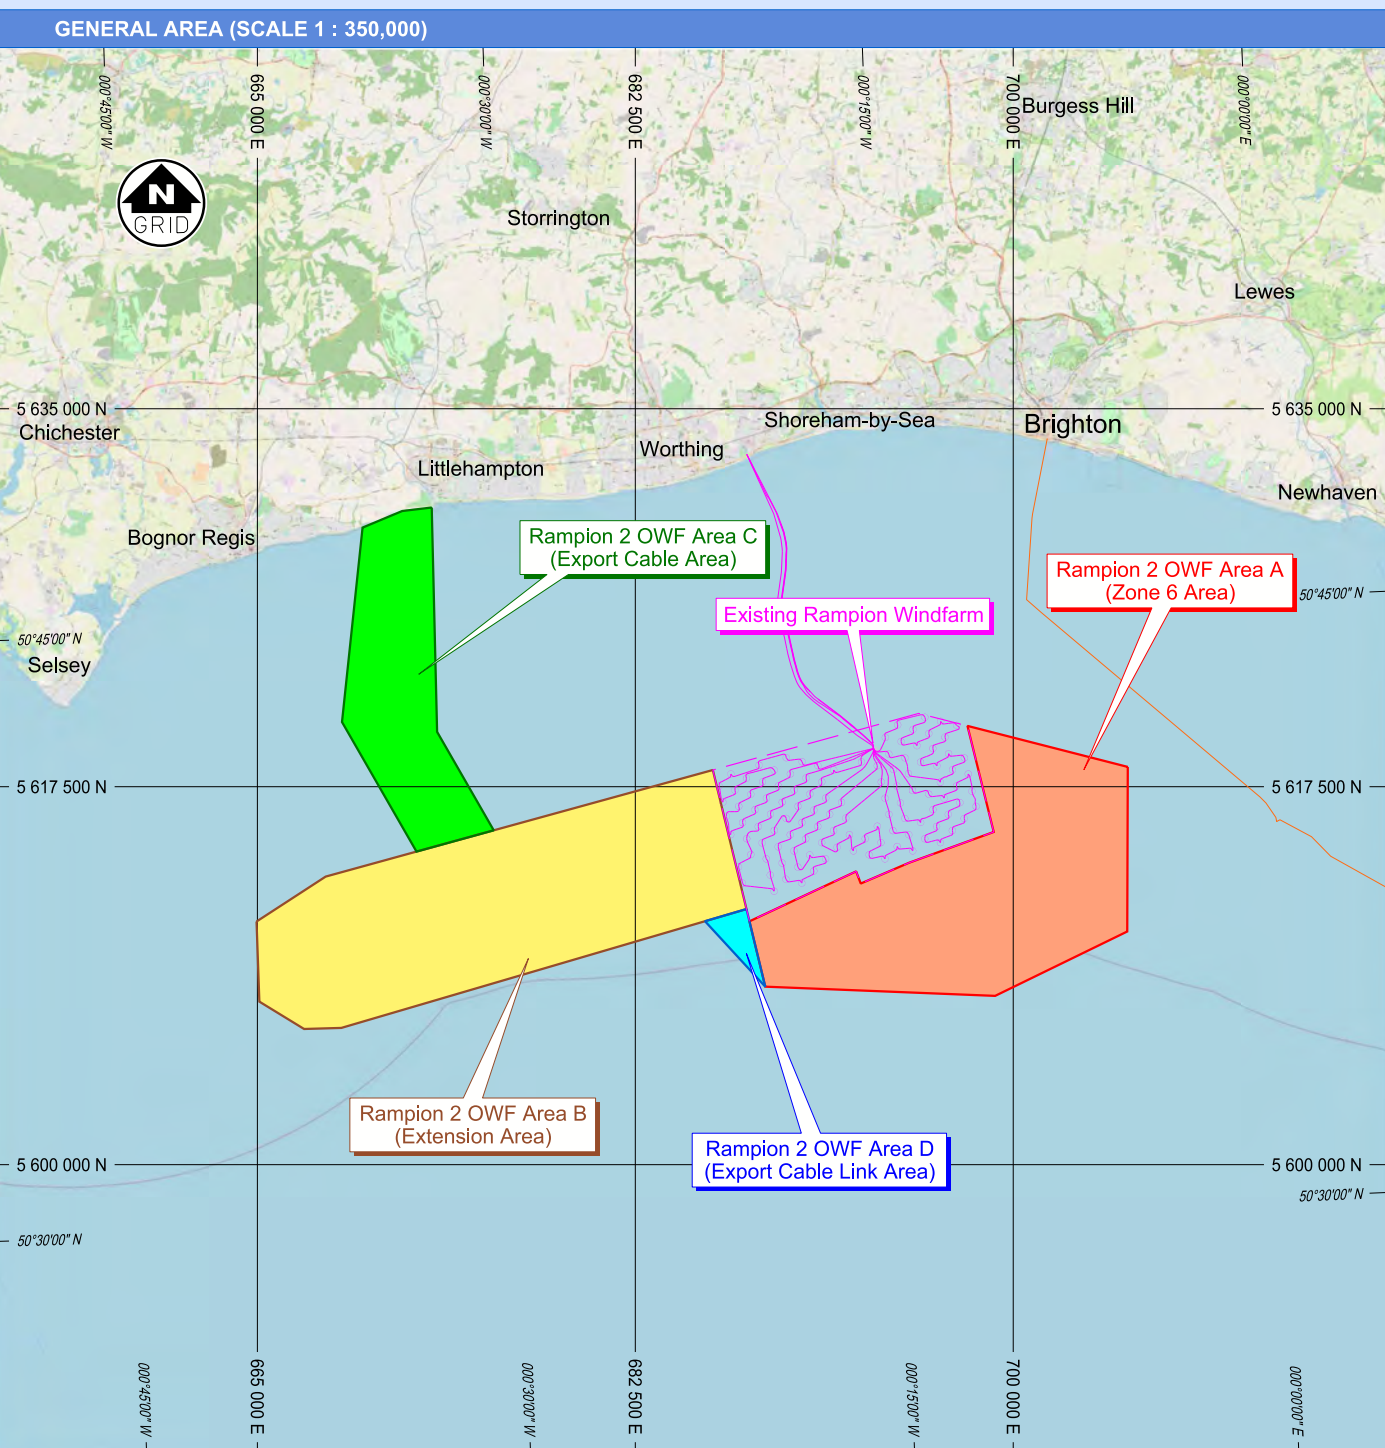 GENERAL AREA (SCALE 1 : 350,000)
000°45'00" W
665 000 E
000°30'00" W
682 500 E
000°15'00" W
700 000 E
000°00'00" E
Burgess Hill
N
GRID
Storrington
Lewes
5 635 000 N
5 635 000 N
Chichester
Shoreham-by-Sea
Brighton
Worthing
Littlehampton
Newhaven
Bognor Regis
Rampion 2 OWF Area C
(Export Cable Area)
Rampion 2 OWF Area A
(Zone 6 Area)
50°45'00" N
Existing Rampion Windfarm
50°45'00" N
Selsey
5 617 500 N
5 617 500 N
Rampion 2 OWF Area B
(Extension Area)
Rampion 2 OWF Area D
(Export Cable Link Area)
5 600 000 N
5 600 000 N
50°30'00" N
50°30'00" N
000°45'00" W
665 000 E
000°30'00" W
682 500 E
000°15'00" W
700 000 E
000°00'00" E